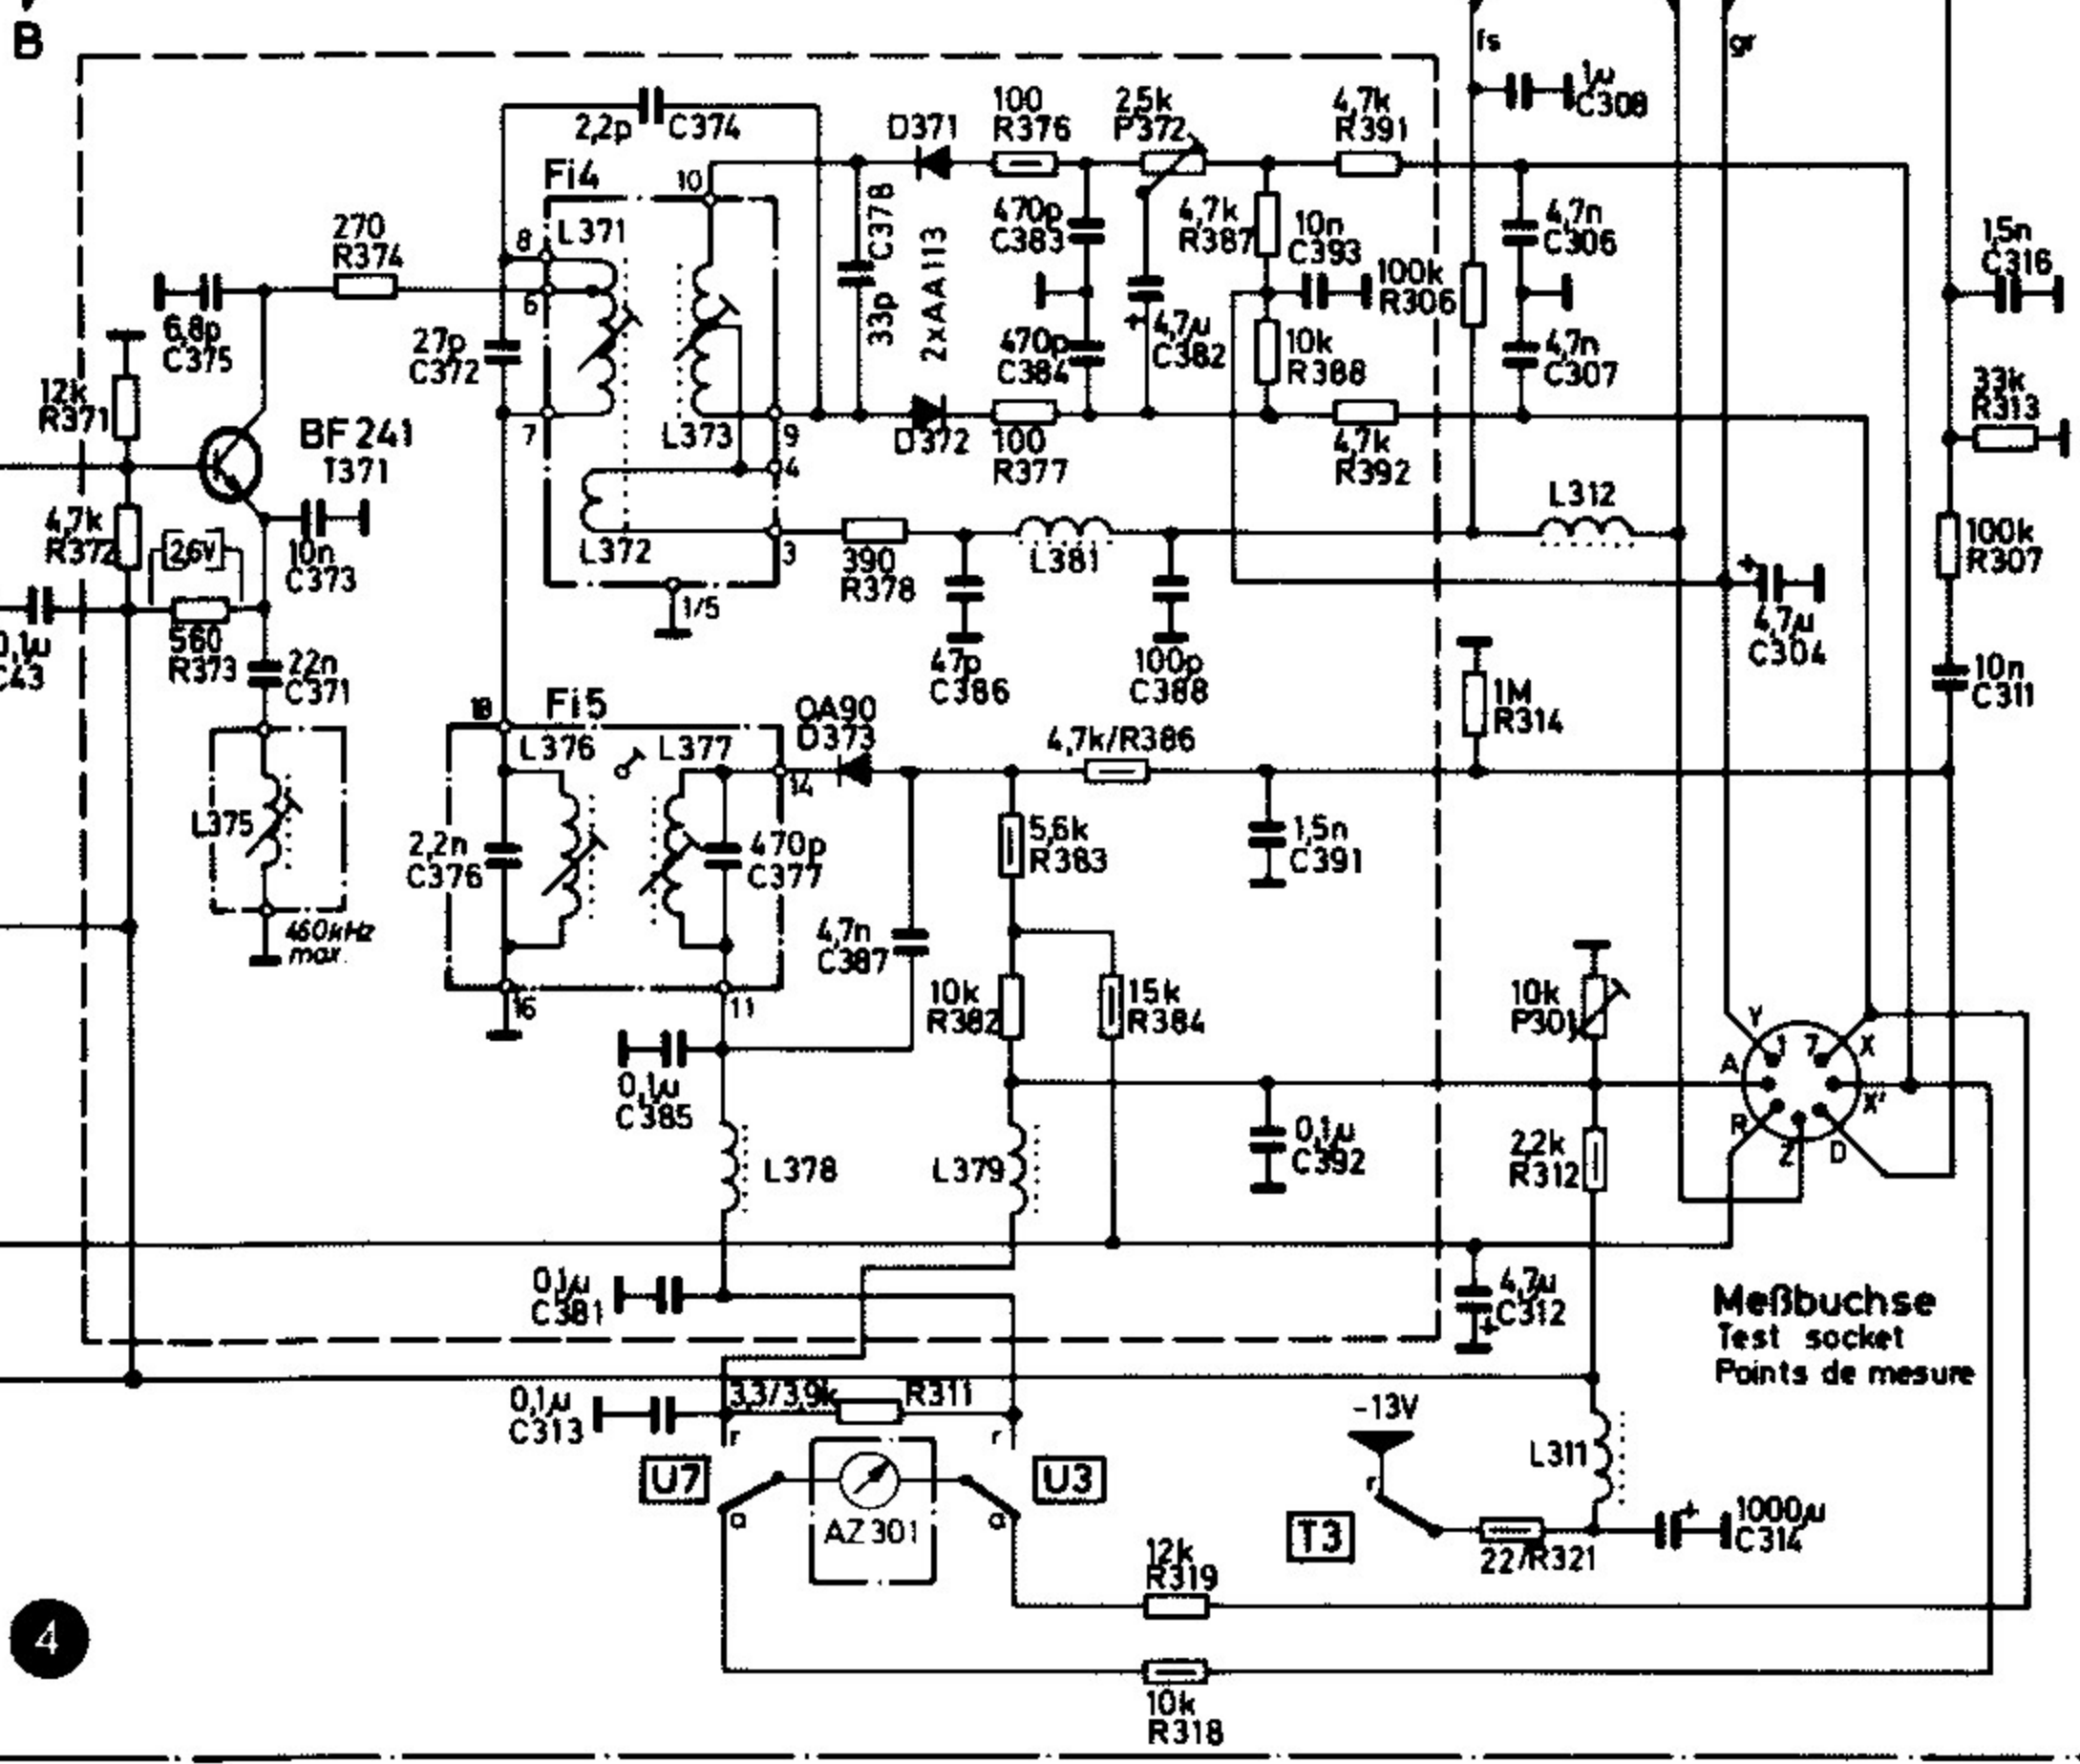 B
fs
gr
1µ
C308
2,2p C374
D371
100
R376
2,5k
P372
4,7k
R391
Fi4
10
270
R374
8
L371
C378
33p
2xAA113
470p
C383
4,7k
R387
10n
C393
4,7n
C306
1,5n
C316
6,8p
C375
6
27p
C372
470p
C384
+
4,7µ
C382
10k
R388
100k
R306
4,7n
C307
12k
R371
BF241
T371
7
L373
9
D372
100
R377
4,7k
R392
33k
R313
4
4,7k
R372
2,6V
10n
C373
L372
3
390
R378
L381
L312
100k
R307
0,1µ
C43
560
R373
22n
C371
1/5
47p
C386
100p
C388
+
4,7µ
C304
1M
R314
10n
C311
18
Fi5
L376
L377
OA90
D373
14
4,7k/R386
L375
2,2n
C376
470p
C377
5,6k
R383
1,5n
C391
460kHz
max.
4,7n
C387
16
11
10k
R382
15k
R384
10k
P301
Y
1
7
X
A
X'
R
Z
D
0,1µ
C385
L378
L379
0,1µ
C392
2,2k
R312
0,1µ
C381
4,7µ
C312
+
Meßbuchse
Test socket
Points de mesure
0,1µ
C313
3,3/3,9k R311
r
r
-13V
L311
U7
U3
a
a
AZ301
r
T3
22/R321
+
1000µ
C314
12k
R319
4
10k
R318